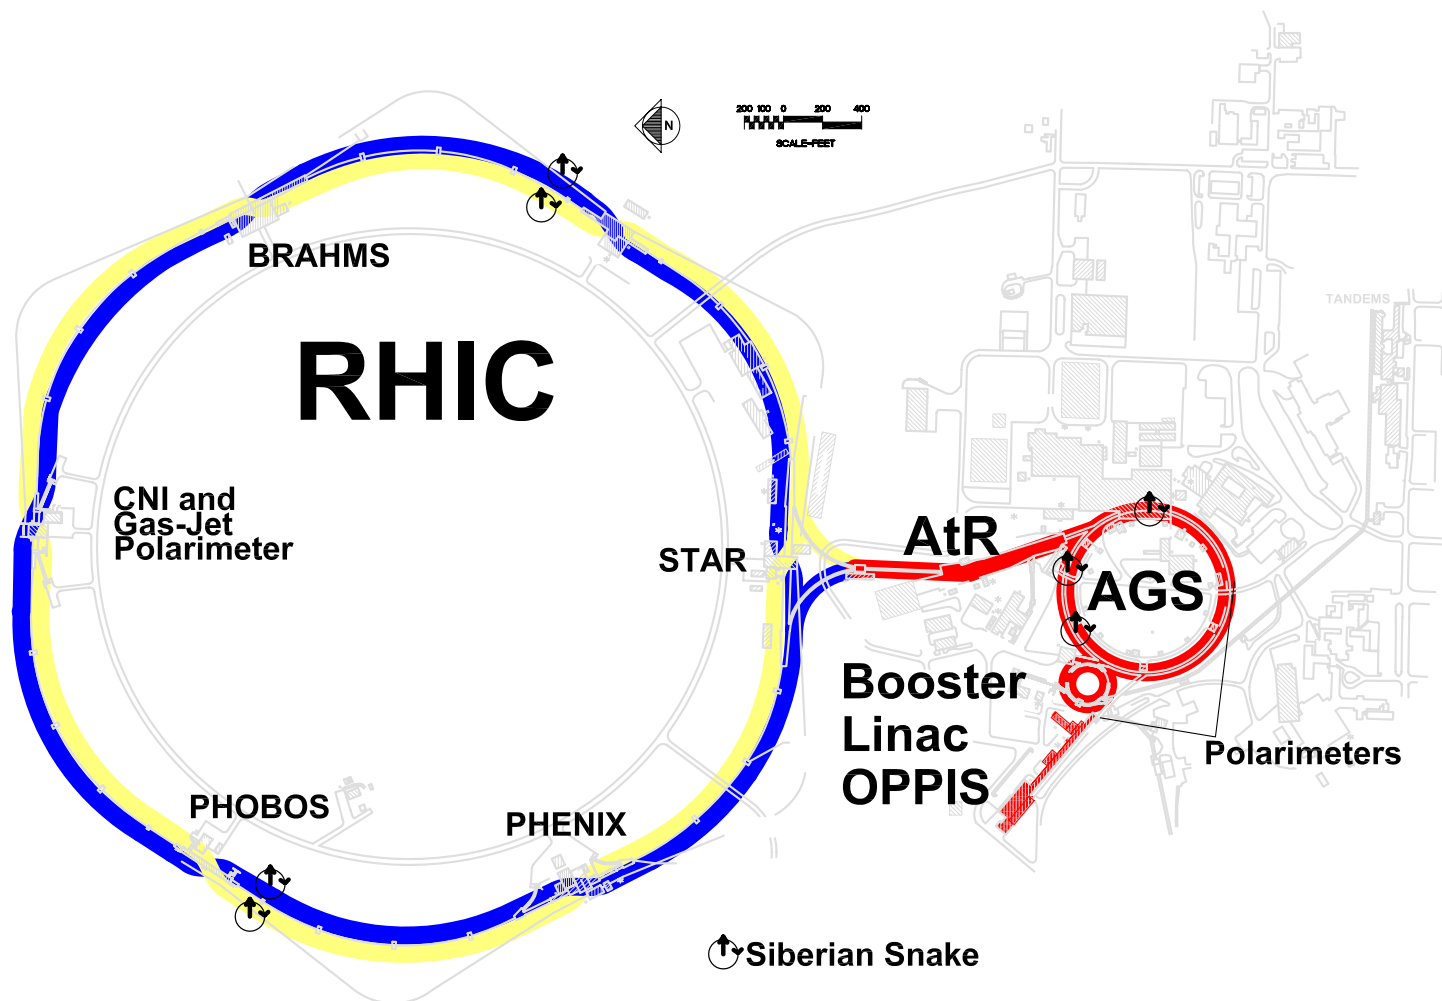 N
200 100 0 200 400
SCALE-FEET
BRAHMS
TANDEMS
RHIC
CNI and
Gas-Jet
Polarimeter
STAR
AtR
AGS
Booster
Linac
OPPIS
Polarimeters
PHOBOS
PHENIX
Siberian Snake